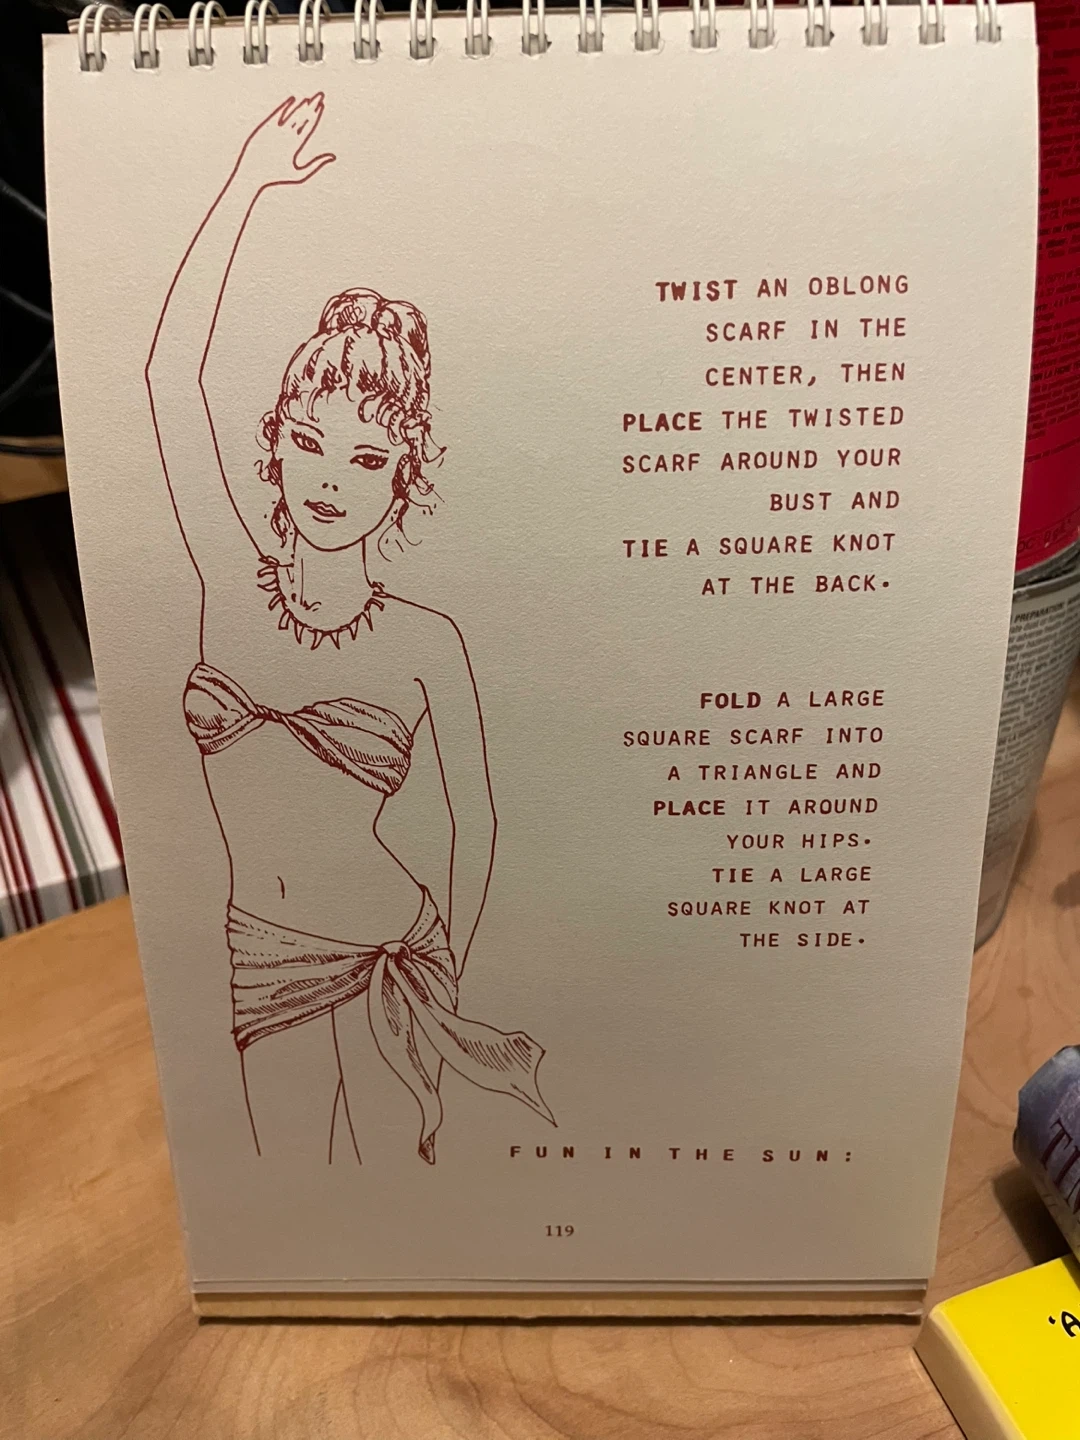 TWIST AN OBLONG
SCARF IN THE
CENTER, THEN
PLACE THE TWISTED
SCARF AROUND YOUR
BUST AND
TIE A SQUARE KNOT
AT THE BACK.
FOLD A LARGE
SQUARE SCARF INTO
A TRIANGLE AND
PLACE IT AROUND
YOUR HIPS.
TIE A LARGE
SQUARE KNOT AT
THE SIDE.
FUN IN THE SUN:
119
PREPARATION